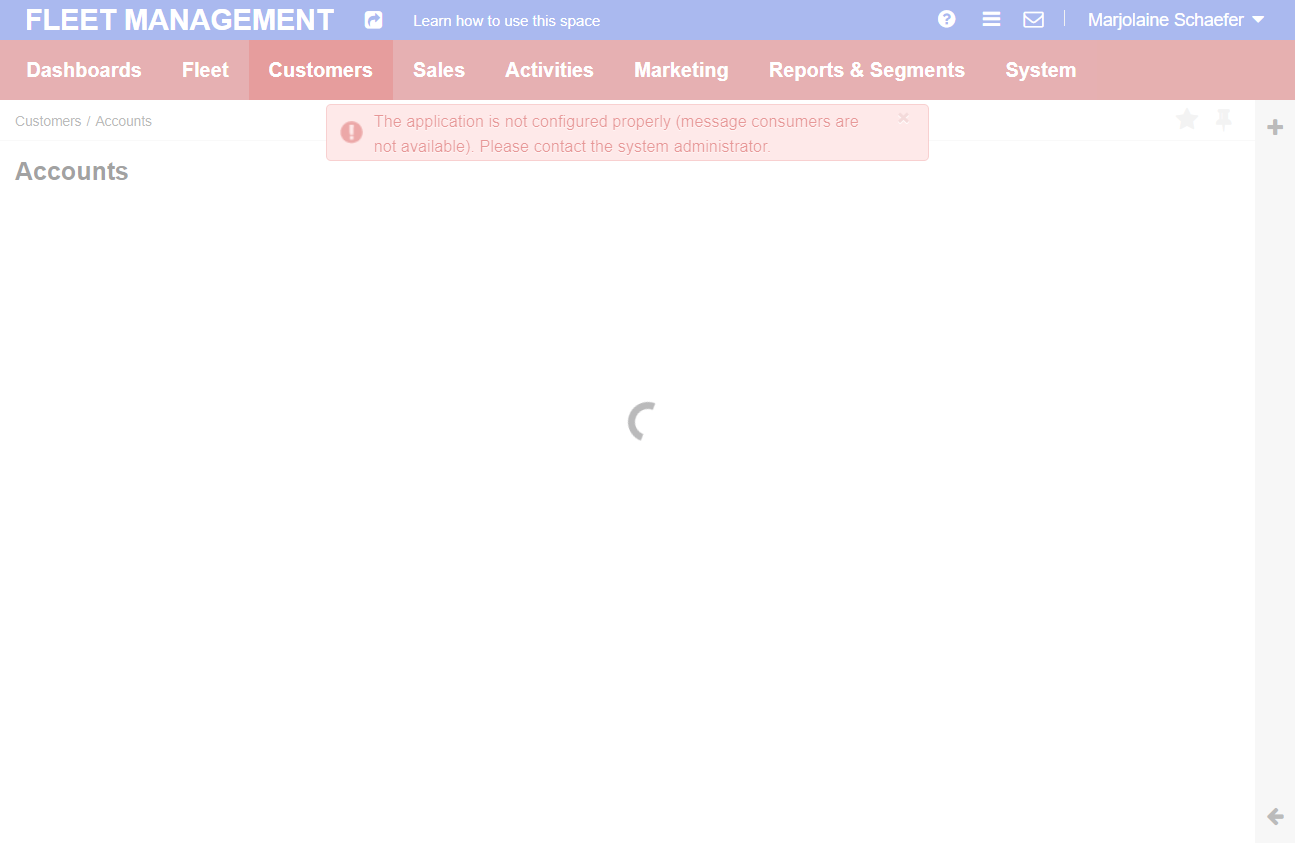 FLEET MANAGEMENT
Learn how to use this space
Marjolaine Schaefer
Dashboards Fleet Customers Sales Activities Marketing Reports & Segments System
Customers / Accounts
The application is not configured properly (message consumers are
not available). Please contact the system administrator.
×
Accounts